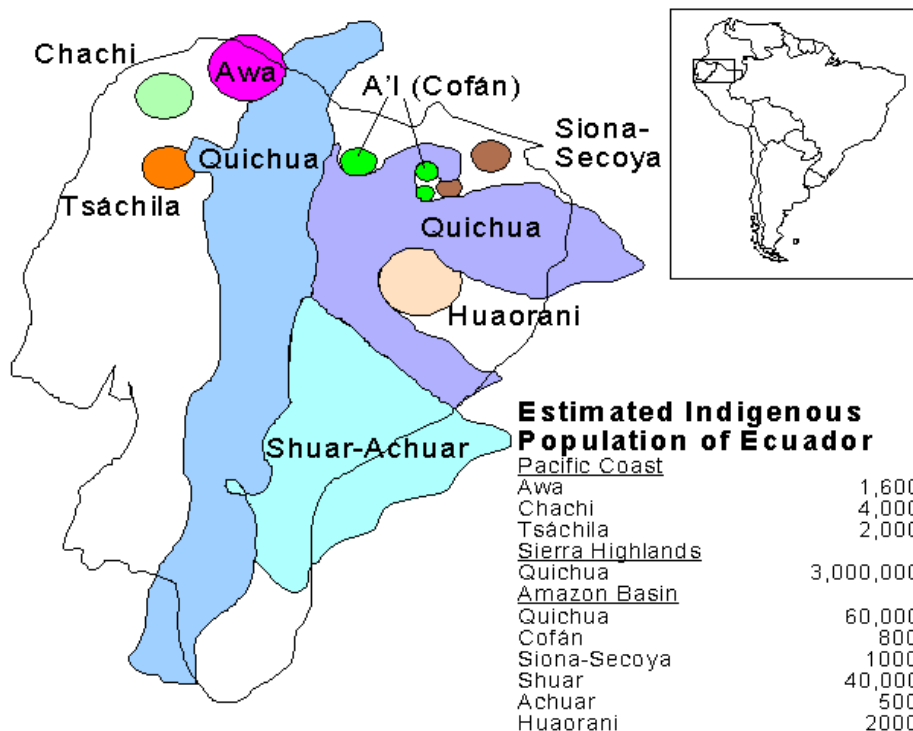 Chachi
Awa
A'I (Cofán)
Siona-
Secoya
Quichua
Tsáchila
Quichua
Huaorani
Shuar-Achuar
Estimated Indigenous
Population of Ecuador
Pacific Coast
Awa 1,600
Chachi 4,000
Tsáchila 2,000
Sierra Highlands
Quichua 3,000,000
Amazon Basin
Quichua 60,000
Cofán 800
Siona-Secoya 1000
Shuar 40,000
Achuar 500
Huaorani 2000